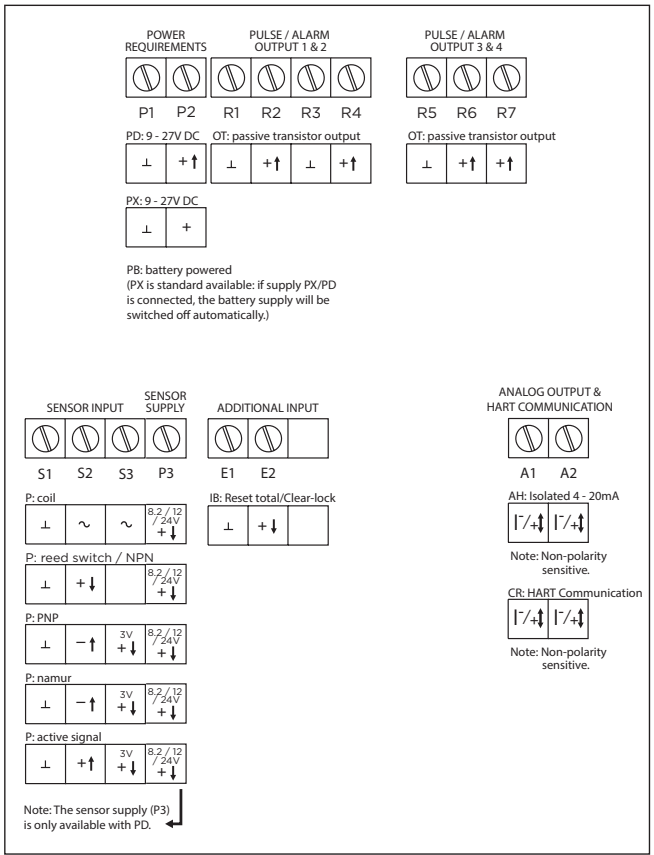 POWER
REQUIREMENTS
PULSE / ALARM
OUTPUT 1 & 2
PULSE / ALARM
OUTPUT 3 & 4
P1 P2 R1 R2 R3 R4 R5 R6 R7
PD: 9 - 27V DC
OT: passive transistor output
OT: passive transistor output
⊥ +↑ ⊥ +↑ ⊥ +↑ ⊥ +↑ +↑
PX: 9 - 27V DC
⊥ +
PB: battery powered
(PX is standard available: if supply PX/PD
is connected, the battery supply will be
switched off automatically.)
SENSOR INPUT
SENSOR
SUPPLY
ADDITIONAL INPUT
ANALOG OUTPUT &
HART COMMUNICATION
S1 S2 S3 P3 E1 E2 A1 A2
P: coil
⊥ ~ ~ 8.2 / 12 / 24V +↓
IB: Reset total/Clear-lock
⊥ +↓
AH: Isolated 4 - 20mA
I-/+↕ I-/+↕
Note: Non-polarity
sensitive.
P: reed switch / NPN
⊥ +↓ 8.2 / 12 / 24V +↓
CR: HART Communication
I-/+↕ I-/+↕
Note: Non-polarity
sensitive.
P: PNP
⊥ –↑ 3V +↓ 8.2 / 12 / 24V +↓
P: namur
⊥ –↑ 3V +↓ 8.2 / 12 / 24V +↓
P: active signal
⊥ +↑ 3V +↓ 8.2 / 12 / 24V +↓
Note: The sensor supply (P3)
is only available with PD.